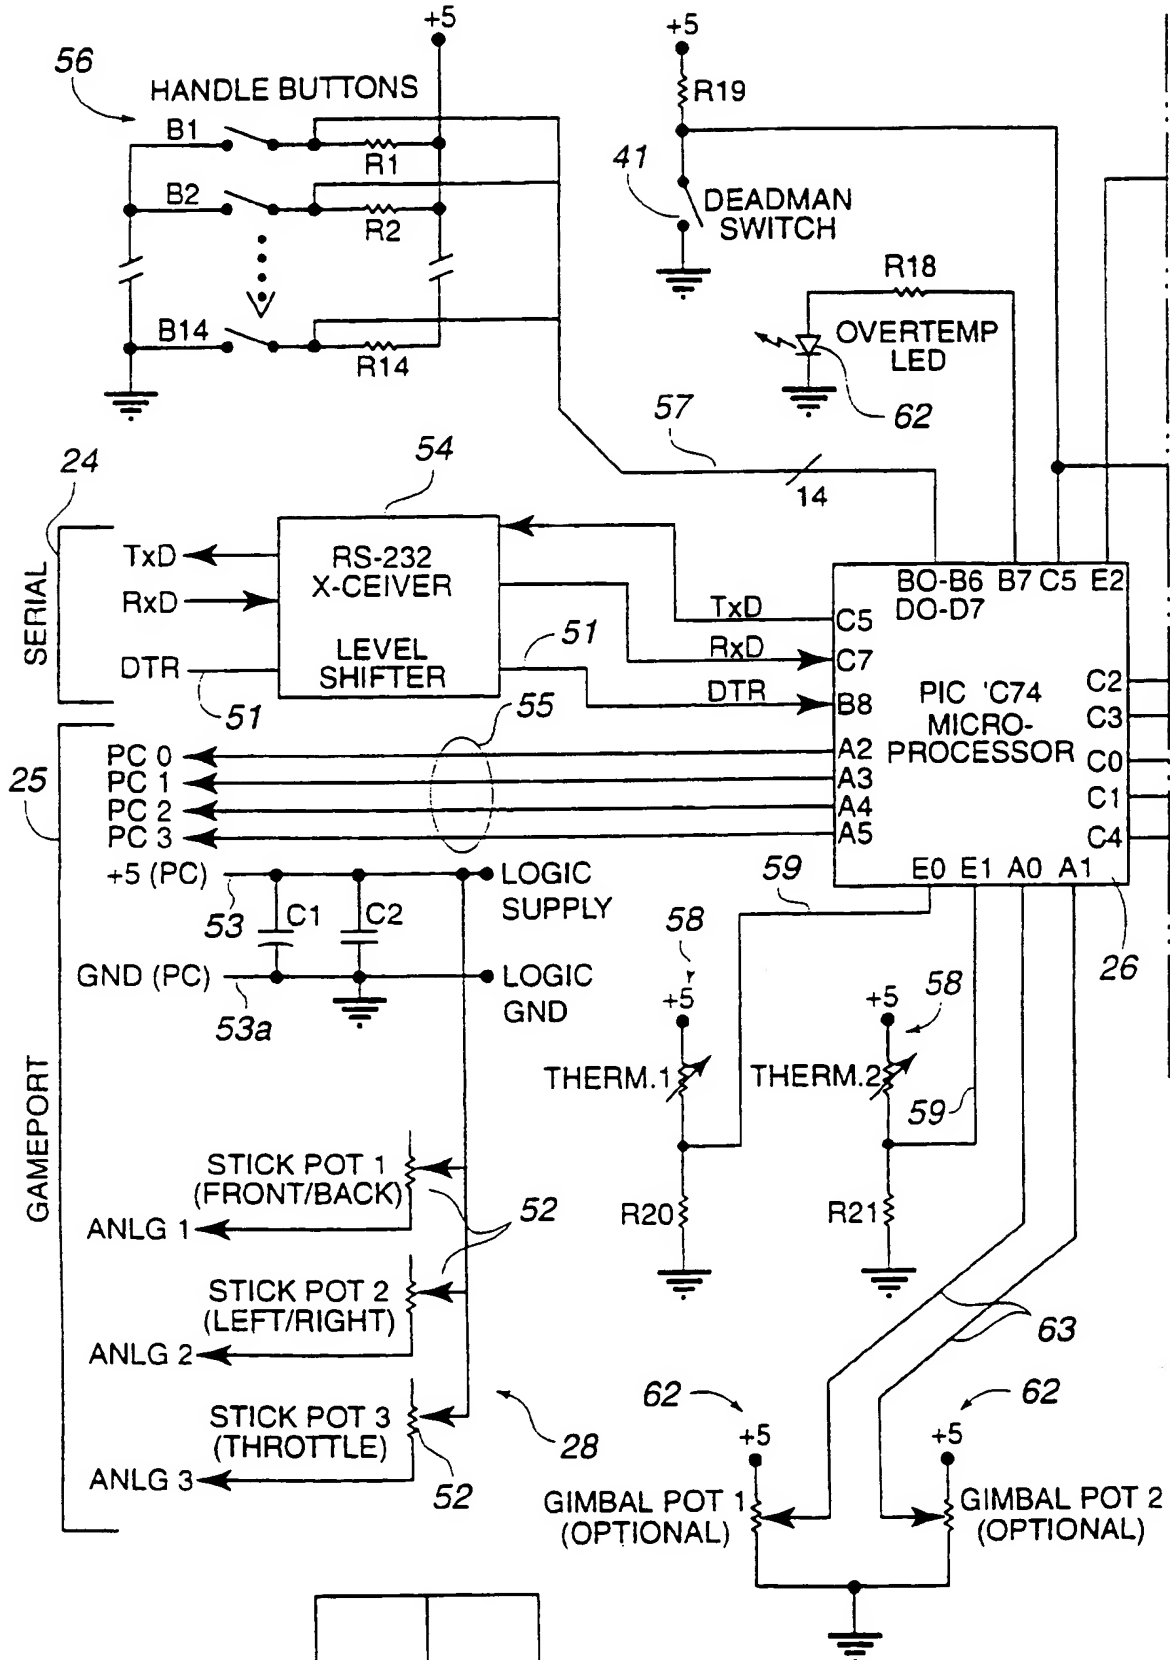 +5
+5
56
HANDLE BUTTONS
R19
B1
R1
41
B2
DEADMAN
SWITCH
R2
R18
B14
OVERTEMP
LED
R14
62
57
54
24
14
SERIAL
TxD
RS-232
X-CEIVER
BO-B6 B7 C5 E2
DO-D7
RxD
TxD
C5
51
RxD
C7
LEVEL
SHIFTER
DTR
C2
PIC 'C74
MICRO-
PROCESSOR
DTR
B8
51
55
C3
PC 0
A2
C0
25
PC 1
A3
C1
PC 2
A4
PC 3
A5
C4
+5 (PC)
LOGIC
SUPPLY
59
E0 E1 A0 A1
53
C1
C2
58
26
GND (PC)
LOGIC
GND
+5
+5
58
53a
GAMEPORT
THERM.1
THERM.2
59
STICK POT 1
(FRONT/BACK)
52
R20
R21
ANLG 1
STICK POT 2
(LEFT/RIGHT)
63
ANLG 2
62
62
STICK POT 3
(THROTTLE)
28
+5
+5
ANLG 3
52
GIMBAL POT 1
(OPTIONAL)
GIMBAL POT 2
(OPTIONAL)